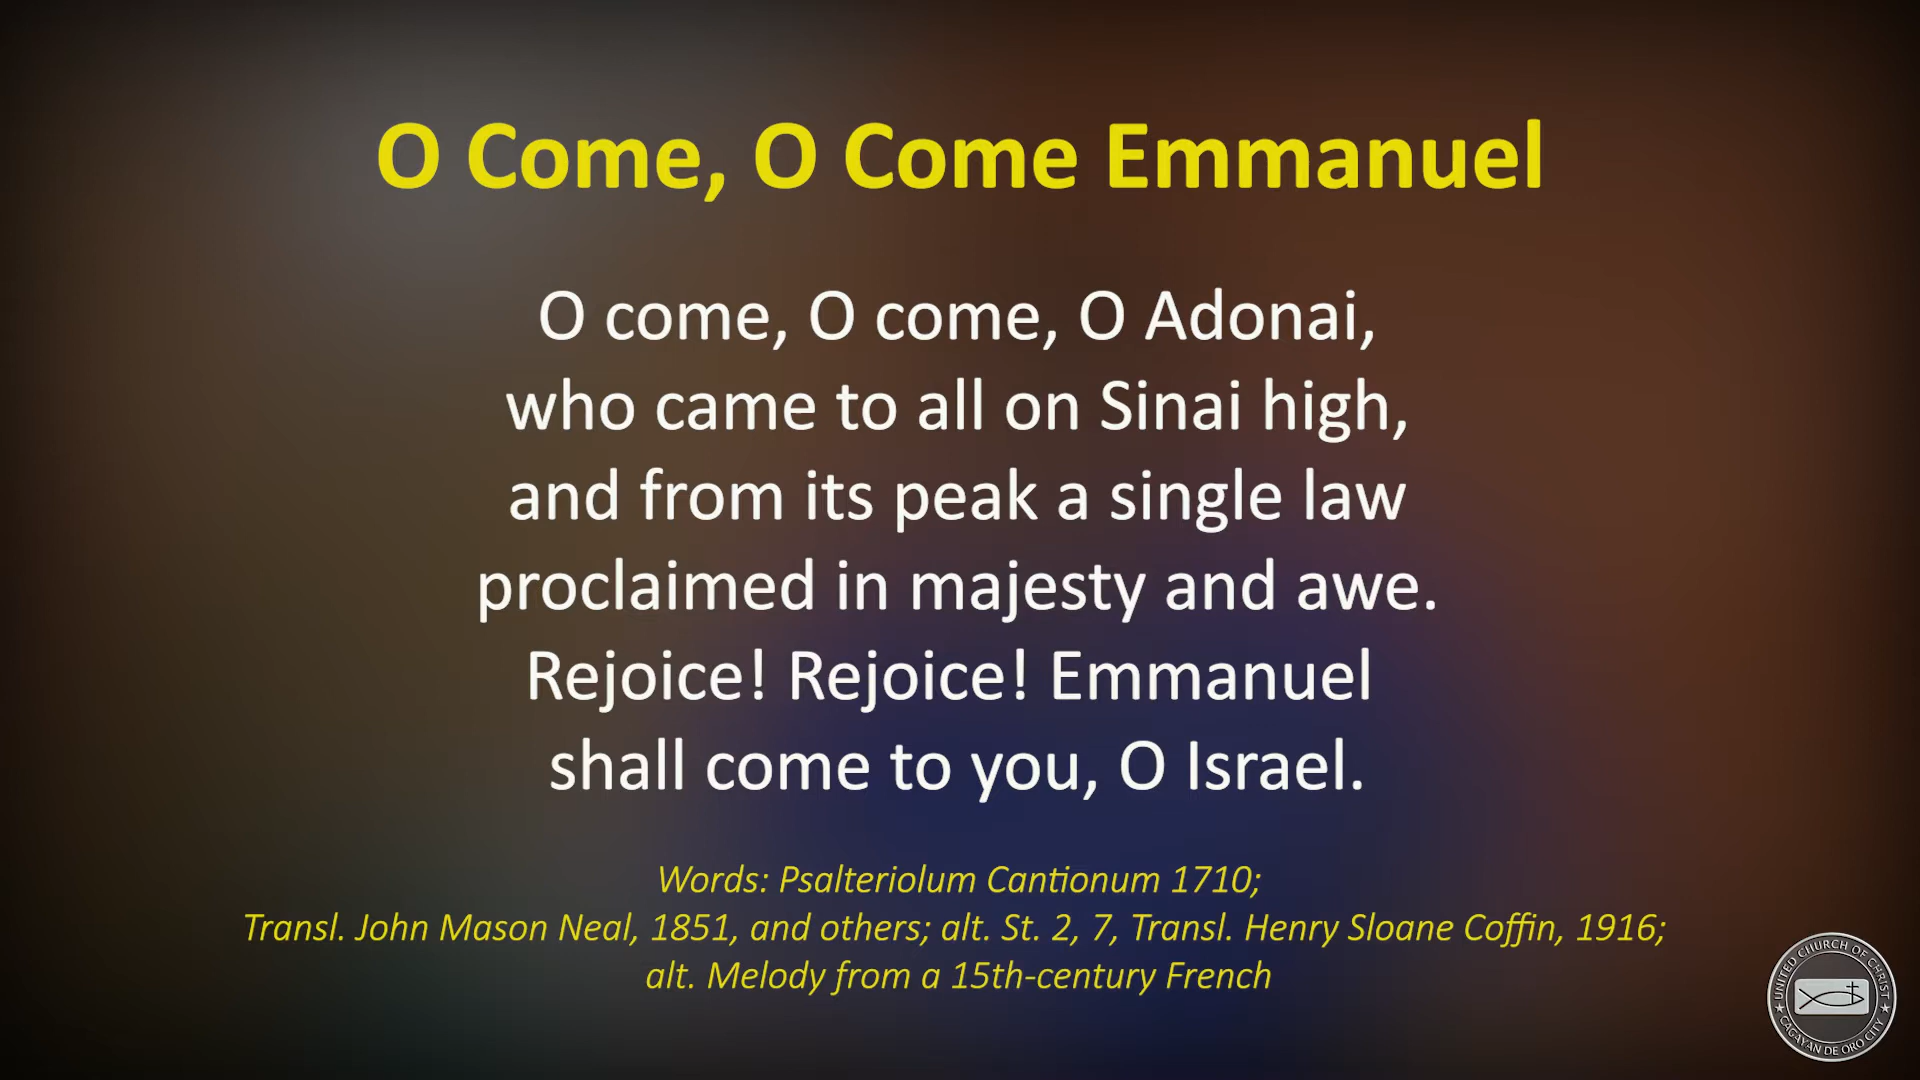 O Come, O Come Emmanuel
O come, O come, O Adonai,
who came to all on Sinai high,
and from its peak a single law
proclaimed in majesty and awe.
Rejoice! Rejoice! Emmanuel
shall come to you, O Israel.
Words: Psalteriolum Cantionum 1710;
Transl. John Mason Neal, 1851, and others; alt. St. 2, 7, Transl. Henry Sloane Coffin, 1916;
alt. Melody from a 15th-century French
UNITED CHURCH OF CHRIST
CAGAYAN DE ORO CITY